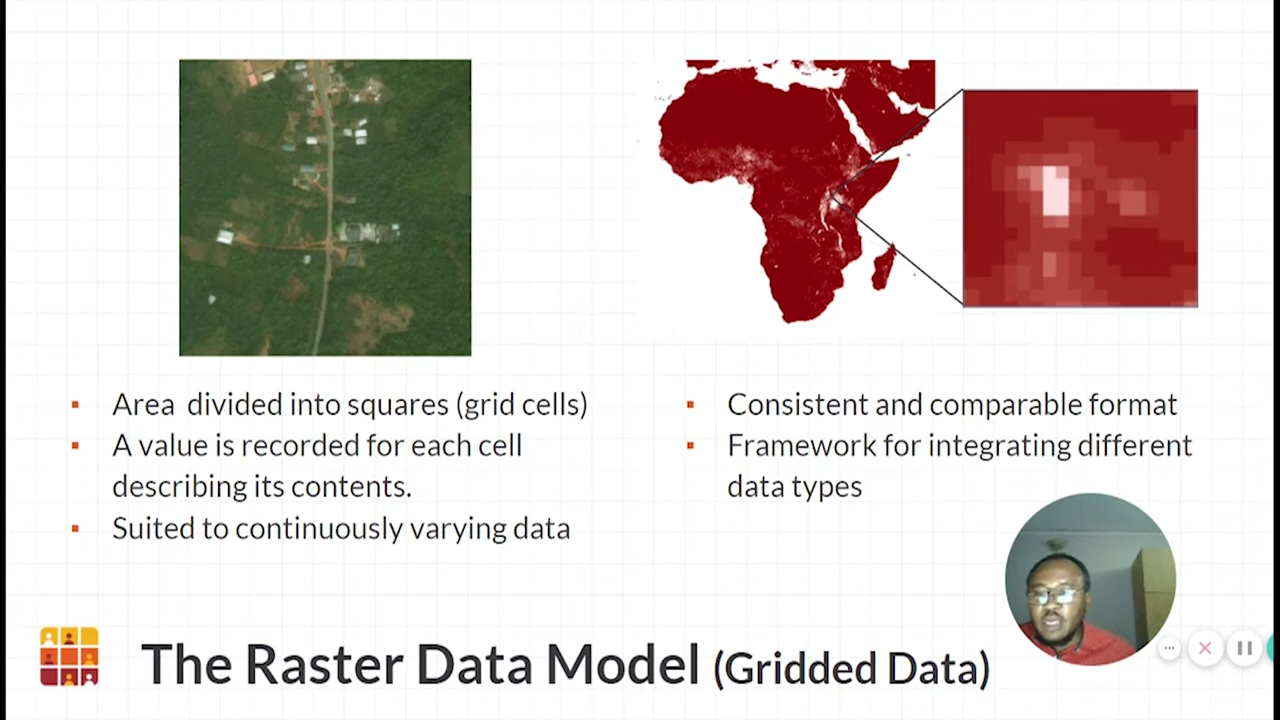 Area divided into squares (grid cells)
A value is recorded for each cell
describing its contents.
Suited to continuously varying data
Consistent and comparable format
Framework for integrating different
data types
The Raster Data Model (Gridded Data)